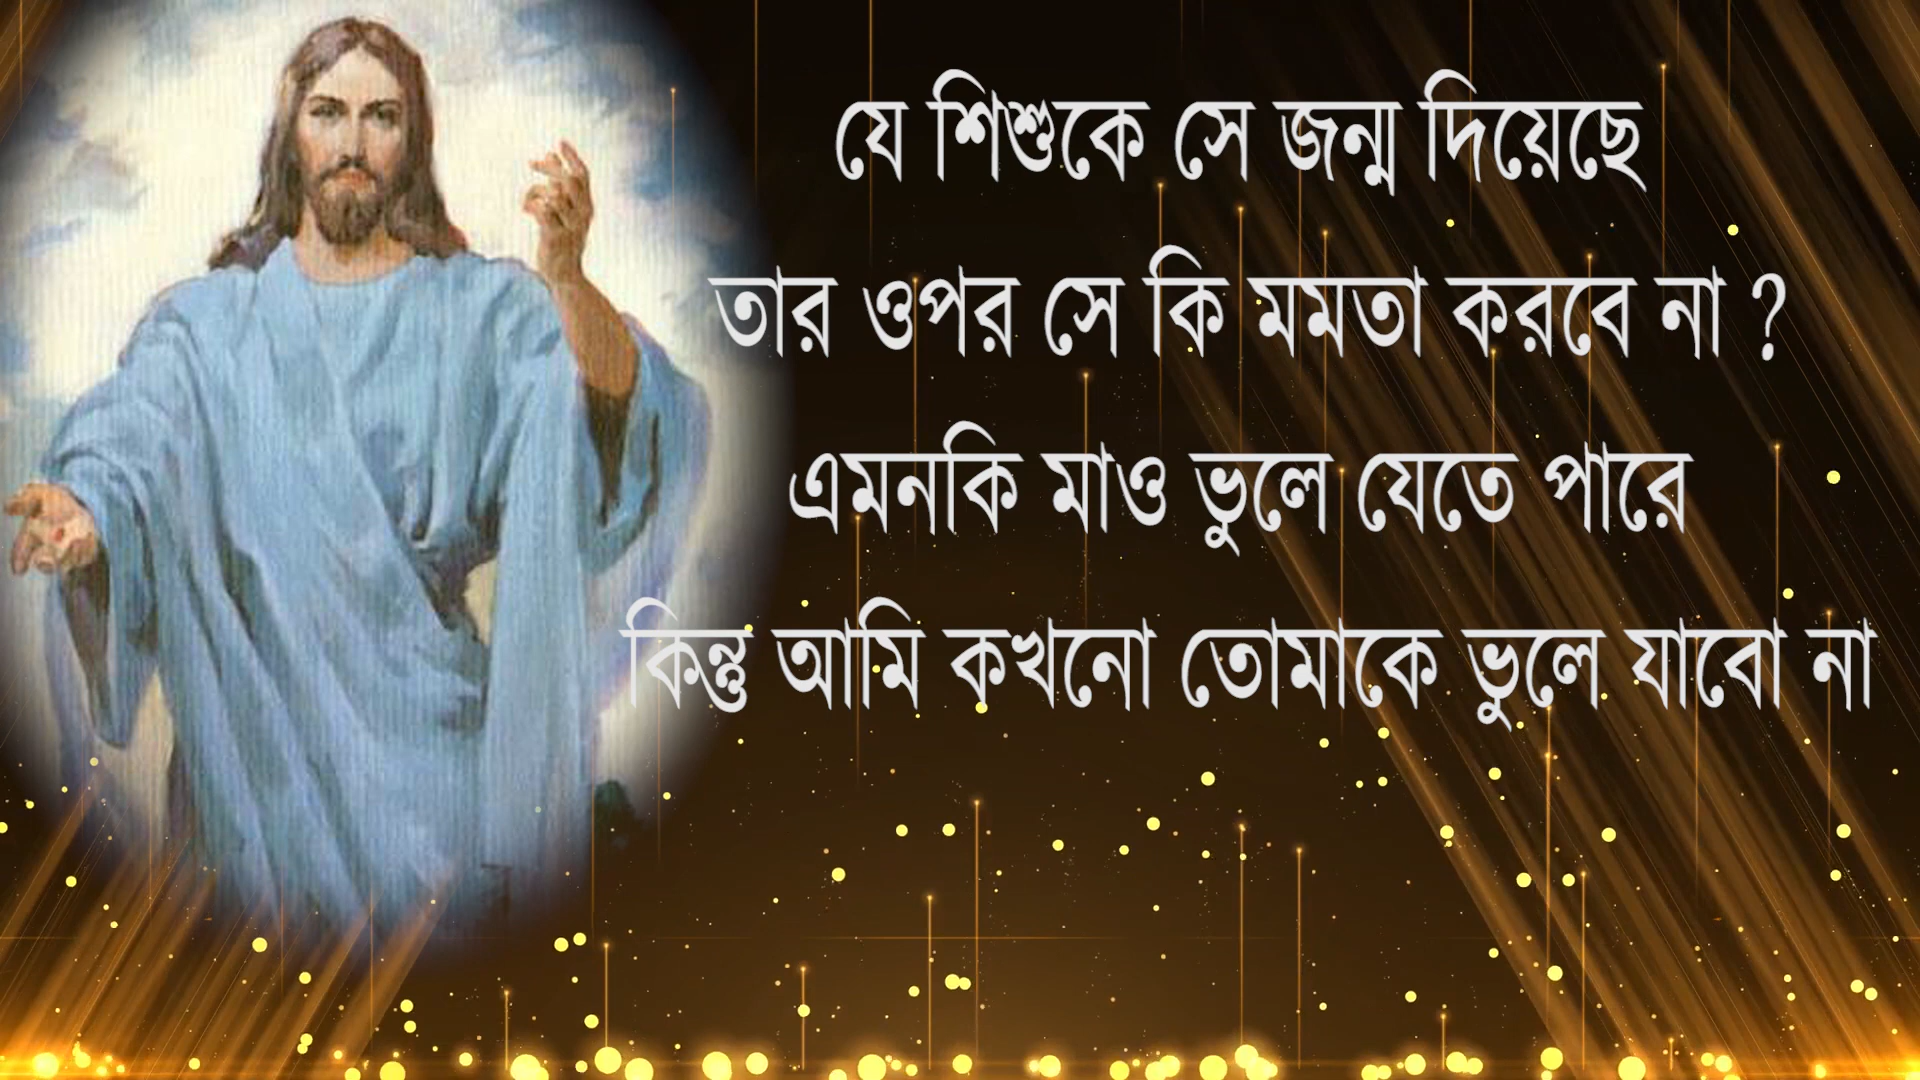 যে শিশুকে সে জন্ম দিয়েছে
তার ওপর সে কি মমতা করবে না ?
এমনকি মাও ভুলে যেতে পারে
কিন্তু আমি কখনো তোমাকে ভুলে যাবো না